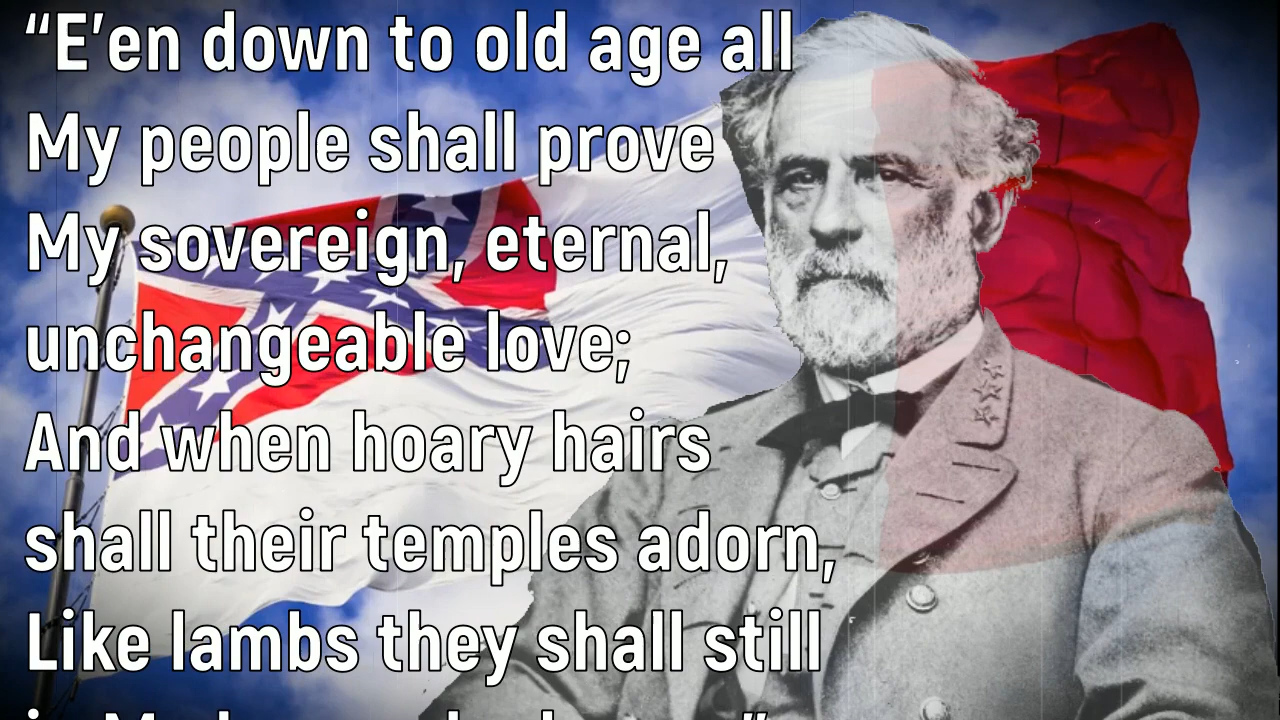 “E’en down to old age all
My people shall prove
My sovereign, eternal,
unchangeable love;
And when hoary hairs
shall their temples adorn,
Like lambs they shall still